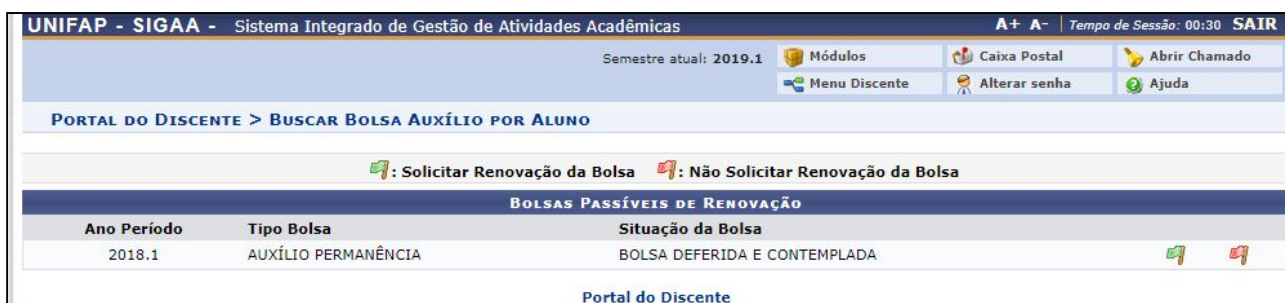 UNIFAP - SIGAA - Sistema Integrado de Gestão de Atividades Acadêmicas A+ A- | Tempo de Sessão: 00:30 SAIR
Semestre atual: 2019.1 Módulos Caixa Postal Abrir Chamado
Menu Discente Alterar senha Ajuda
PORTAL DO DISCENTE > BUSCAR BOLSA AUXÍLIO POR ALUNO
: Solicitar Renovação da Bolsa : Não Solicitar Renovação da Bolsa
BOLSAS PASSÍVEIS DE RENOVAÇÃO
Ano Período Tipo Bolsa Situação da Bolsa
2018.1 AUXÍLIO PERMANÊNCIA BOLSA DEFERIDA E CONTEMPLADA
Portal do Discente